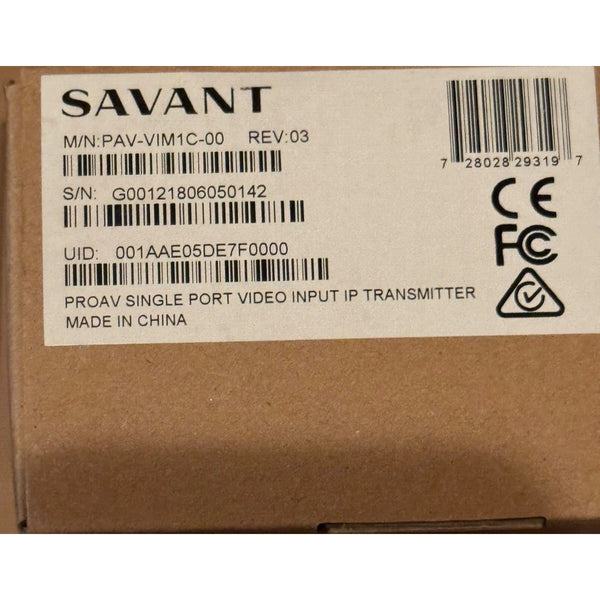 SAVANT
M/N:PAV-VIM1C-00 REV:03
7 28028 29319 7
S/N: G00121806050142
UID: 001AAE05DE7F0000
PROAV SINGLE PORT VIDEO INPUT IP TRANSMITTER
MADE IN CHINA
CE
FC